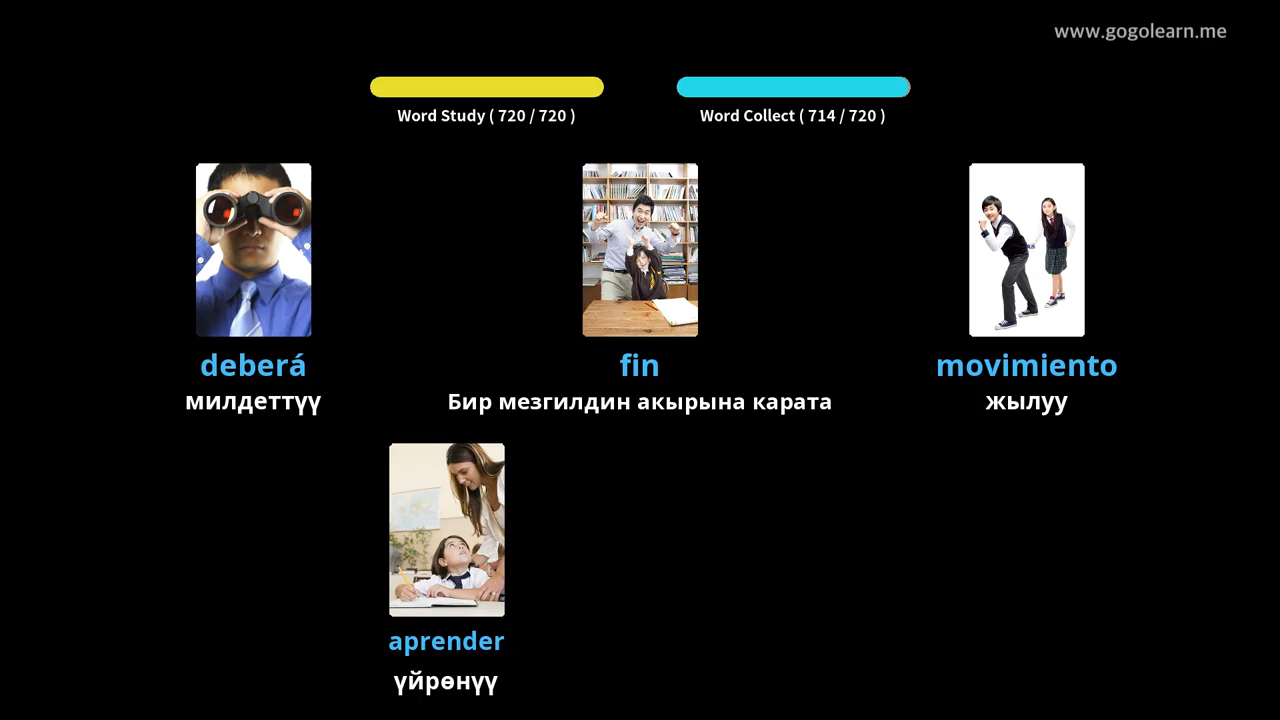 www.gogolearn.me
Word Study ( 720 / 720 )
Word Collect ( 714 / 720 )
deberá
милдеттүү
fin
Бир мезгилдин акырына карата
movimiento
жылуу
aprender
үйрөнүү